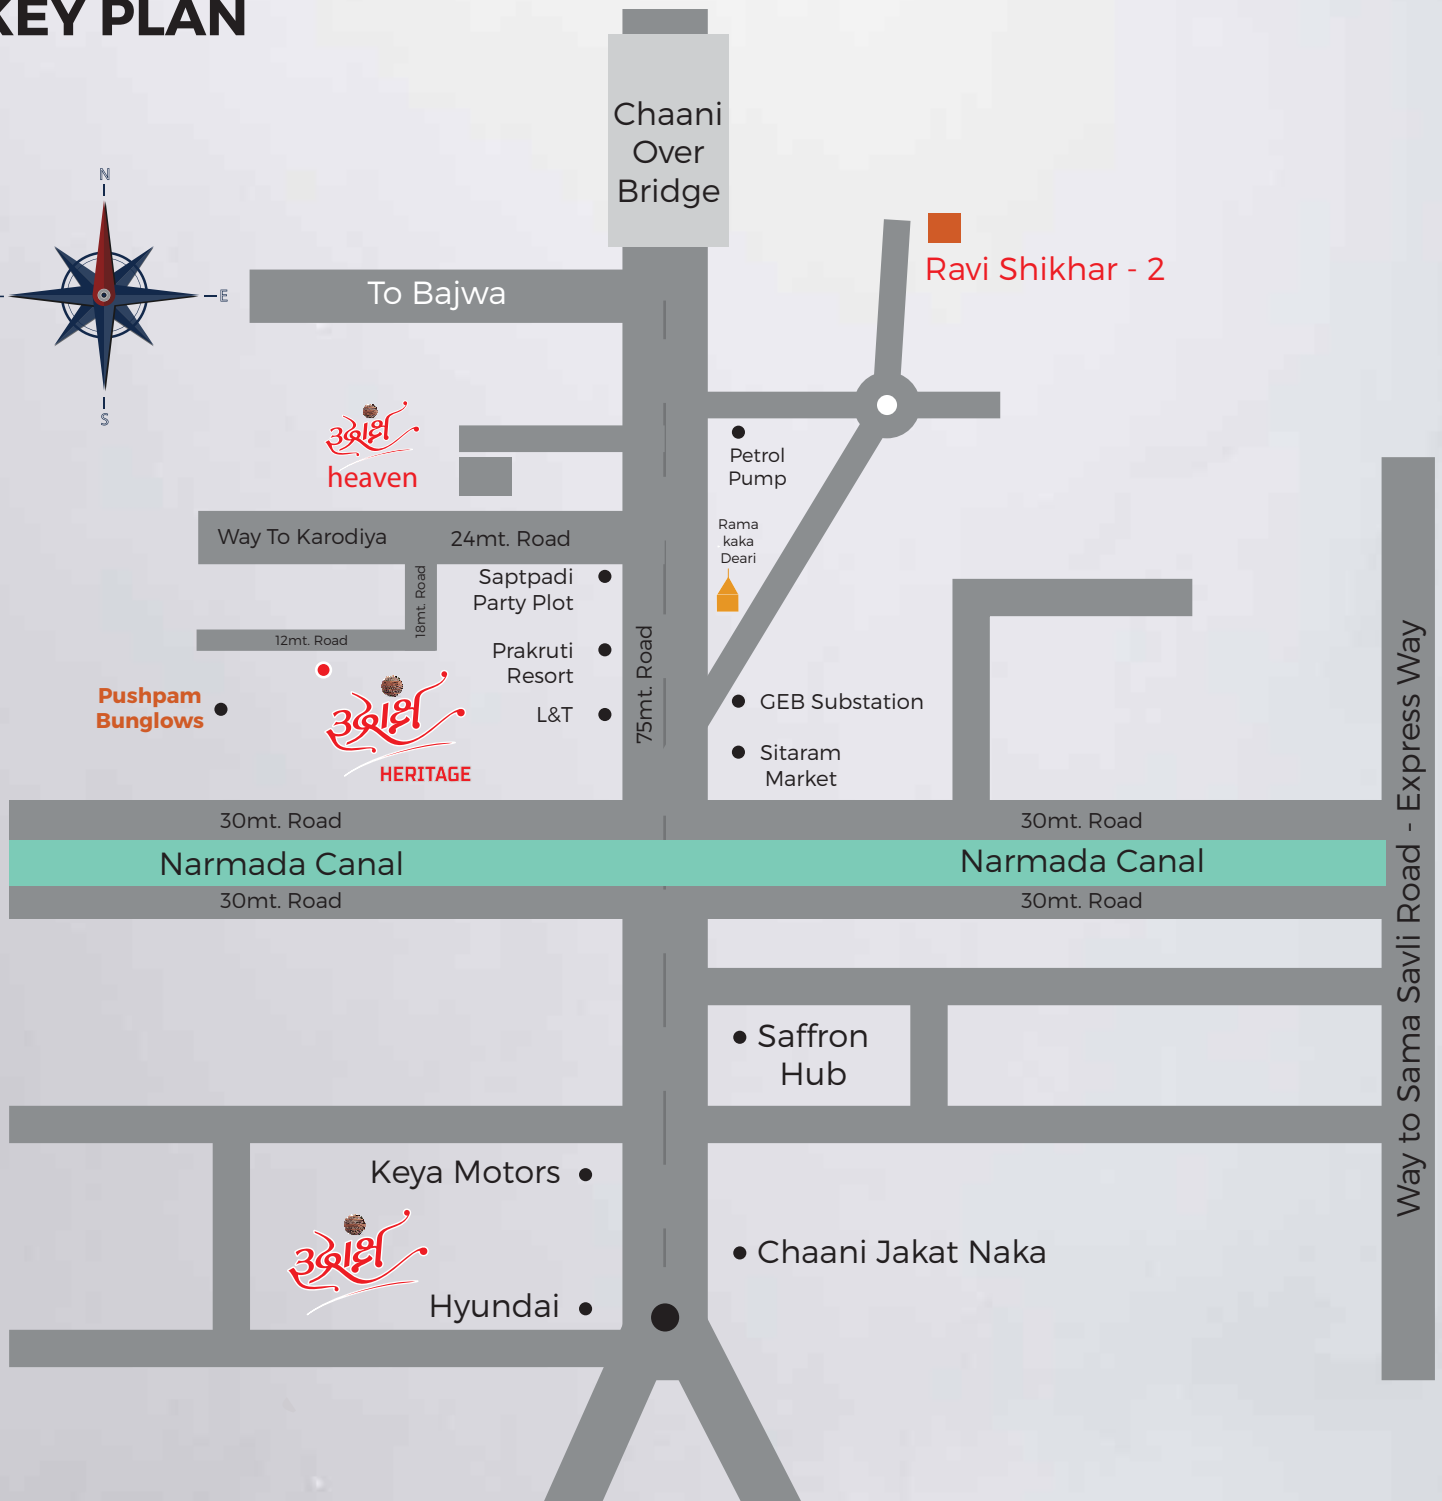 KEY PLAN
Chaani
Over
Bridge
N
E
S
Ravi Shikhar - 2
To Bajwa
રુદ્રાક્ષ
heaven
Petrol
Pump
Way To Karodiya
24mt. Road
Rama
kaka
Deari
18mt. Road
Saptpadi
Party Plot
12mt. Road
Prakruti
Resort
75mt. Road
Pushpam
Bunglows
રુદ્રાક્ષ
HERITAGE
L&T
GEB Substation
Sitaram
Market
30mt. Road
30mt. Road
Narmada Canal
Narmada Canal
30mt. Road
30mt. Road
Way to Sama Savli Road - Express Way
Saffron
Hub
Keya Motors
રુદ્રાક્ષ
Chaani Jakat Naka
Hyundai